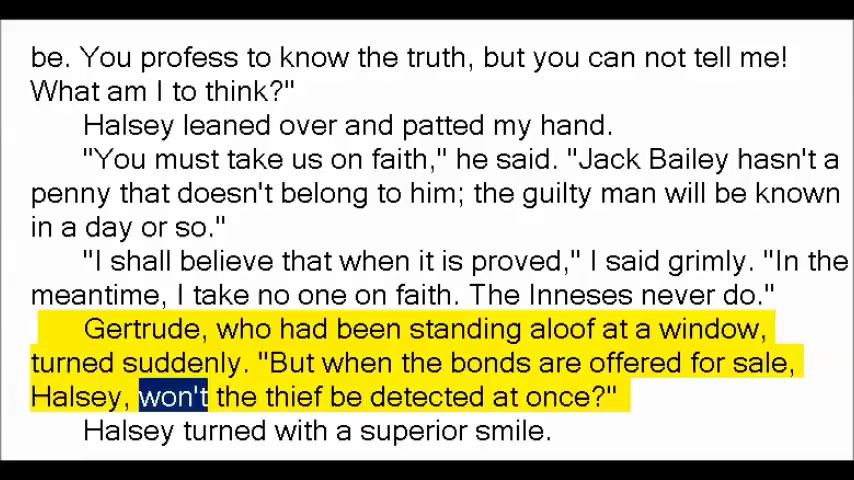 be. You profess to know the truth, but you can not tell me!
What am I to think?"
Halsey leaned over and patted my hand.
"You must take us on faith," he said. "Jack Bailey hasn't a
penny that doesn't belong to him; the guilty man will be known
in a day or so."
"I shall believe that when it is proved," I said grimly. "In the
meantime, I take no one on faith. The Inneses never do."
Gertrude, who had been standing aloof at a window,
turned suddenly. "But when the bonds are offered for sale,
Halsey, won't the thief be detected at once?"
Halsey turned with a superior smile.